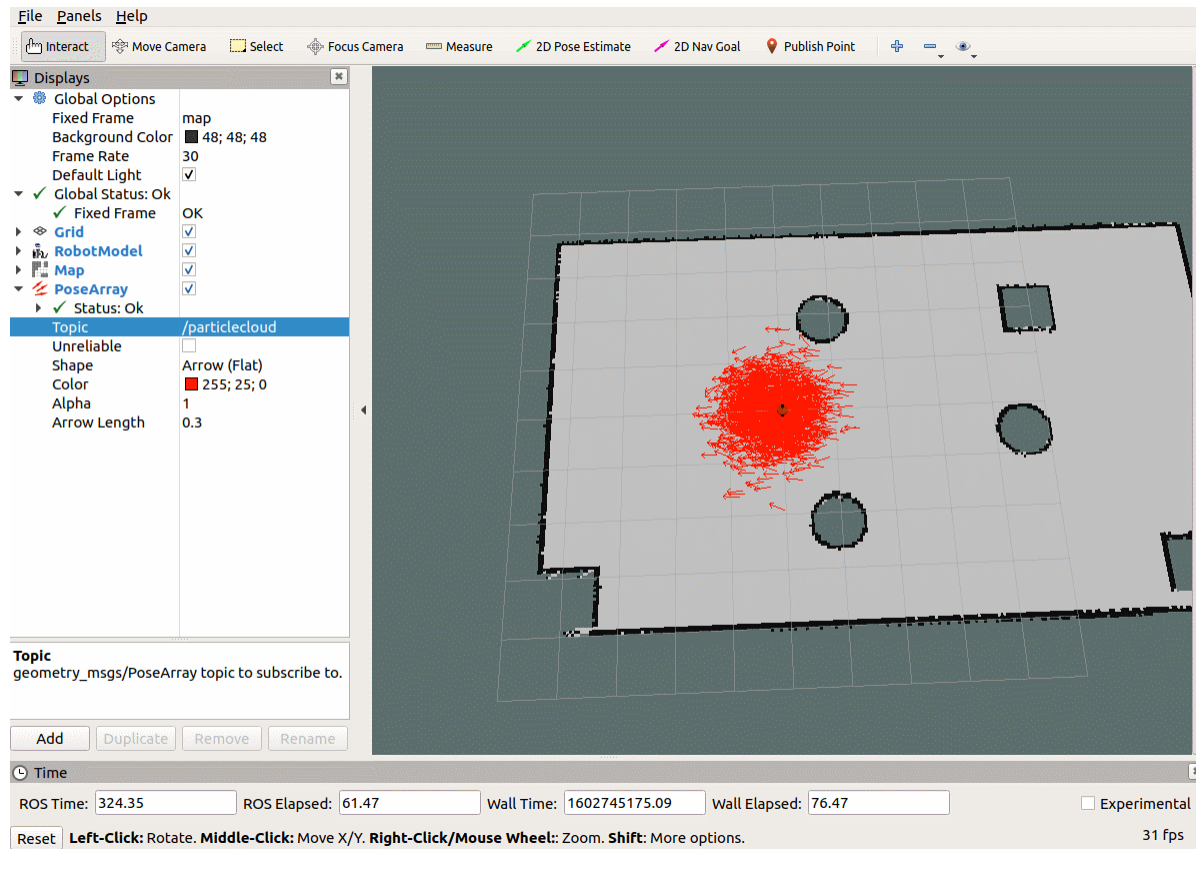 File Panels Help
Interact Move Camera Select Focus Camera Measure 2D Pose Estimate 2D Nav Goal Publish Point
Displays
Global Options
Fixed Frame map
Background Color 48; 48; 48
Frame Rate 30
Default Light
Global Status: Ok
Fixed Frame OK
Grid
RobotModel
Map
PoseArray
Status: Ok
Topic /particlecloud
Unreliable
Shape Arrow (Flat)
Color 255; 25; 0
Alpha 1
Arrow Length 0.3
Topic
geometry_msgs/PoseArray topic to subscribe to.
Add Duplicate Remove Rename
Time
ROS Time: 324.35 ROS Elapsed: 61.47 Wall Time: 1602745175.09 Wall Elapsed: 76.47 Experimental
Reset Left-Click: Rotate. Middle-Click: Move X/Y. Right-Click/Mouse Wheel:: Zoom. Shift: More options. 31 fps